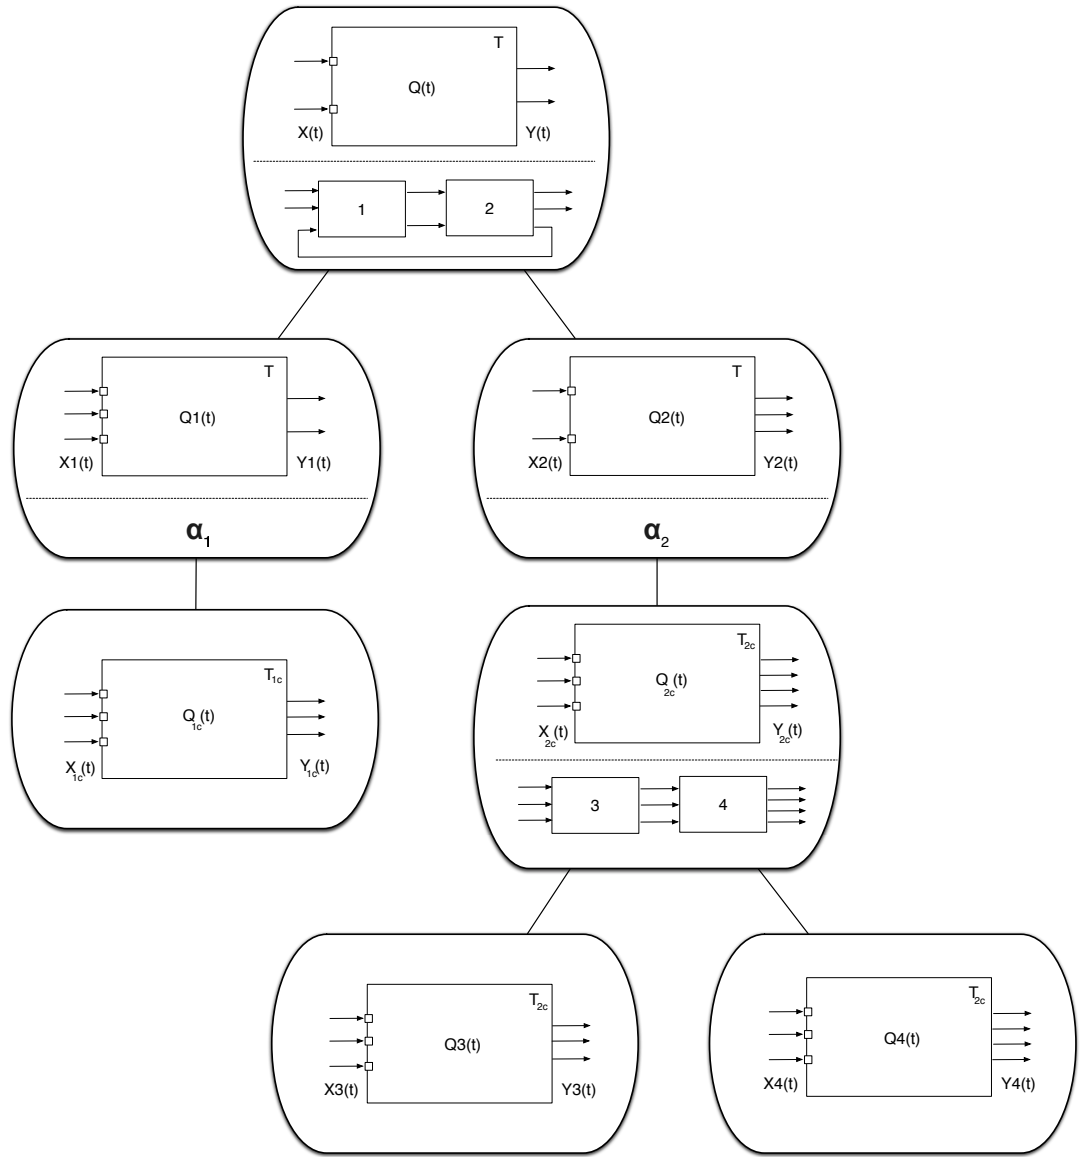 T
Q(t)
X(t) Y(t)
1 2
T T
Q1(t) Q2(t)
X1(t) Y1(t) X2(t) Y2(t)
α₁ α₂
T₂c
Q₂c(t)
T₁c
Q₁c(t)
X₂c(t) Y₂c(t)
X₁c(t) Y₁c(t)
3 4
T₂c T₂c
Q3(t) Q4(t)
X3(t) Y3(t) X4(t) Y4(t)